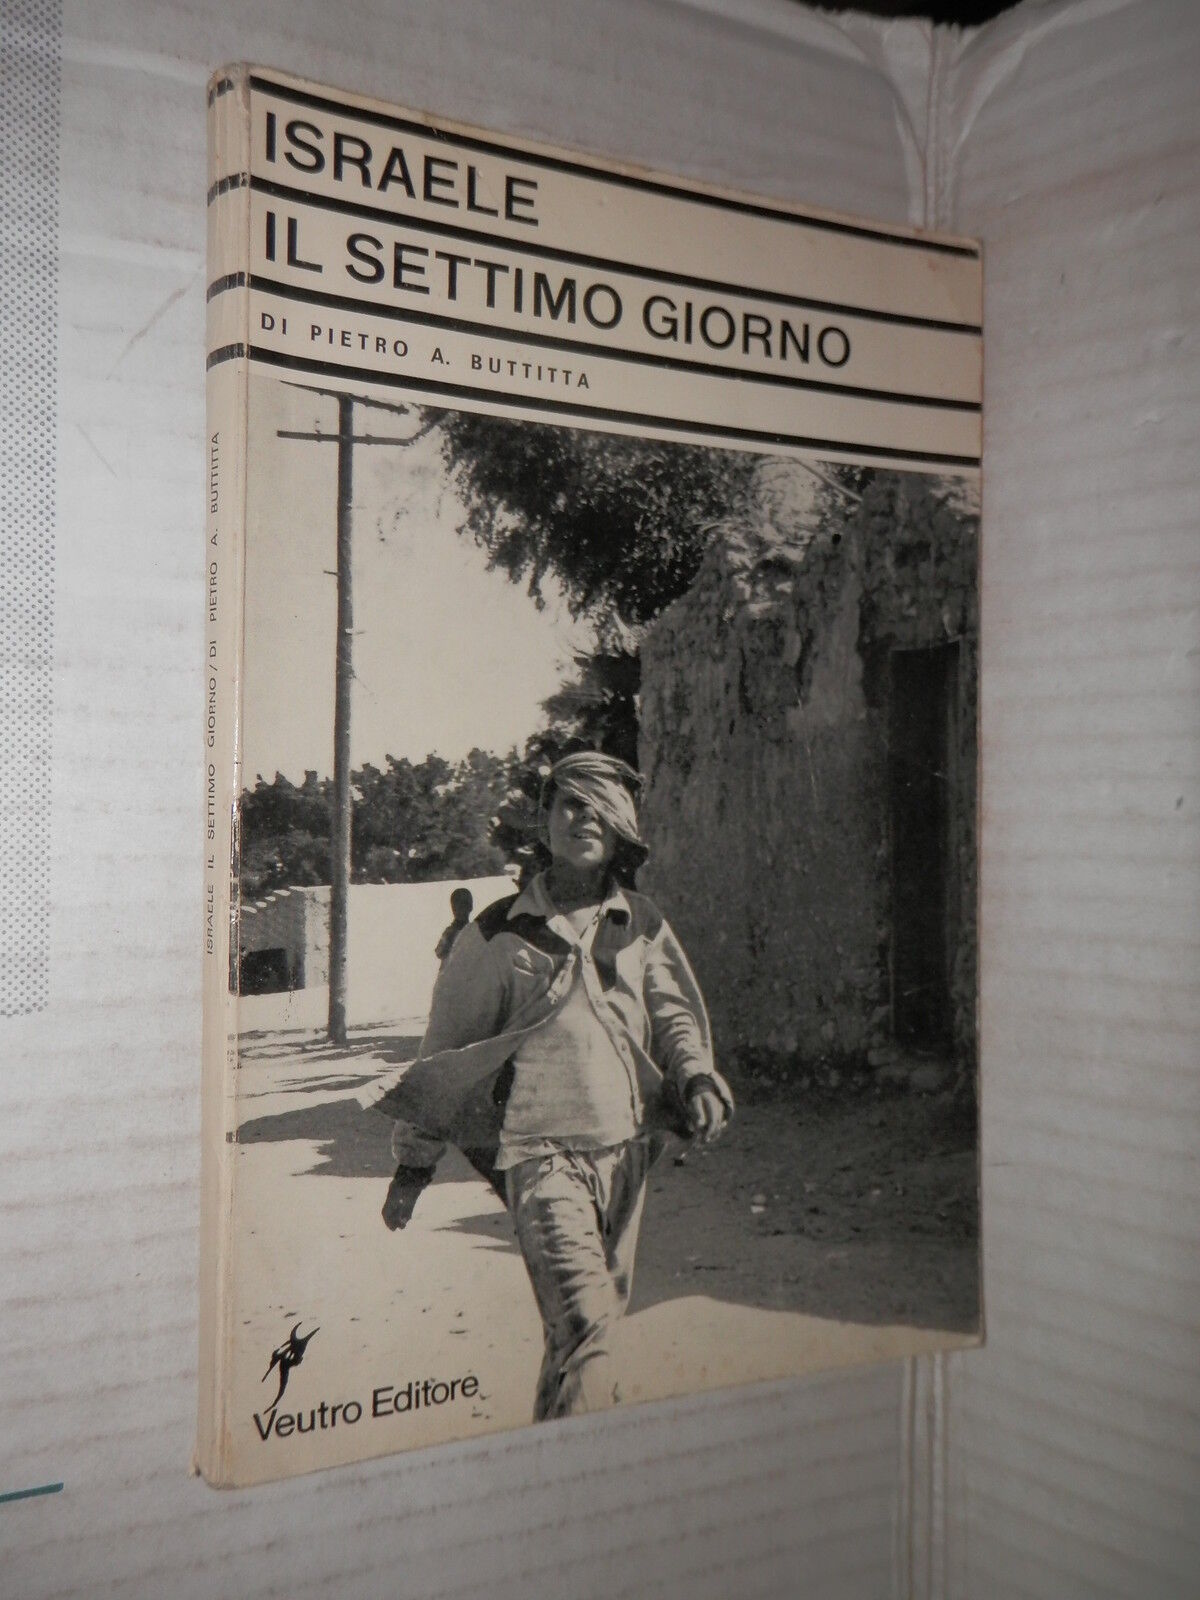 ISRAELE
IL SETTIMO GIORNO
DI PIETRO A. BUTTITTA
ISRAELE IL SETTIMO GIORNO / DI PIETRO A. BUTTITTA
Veutro Editore